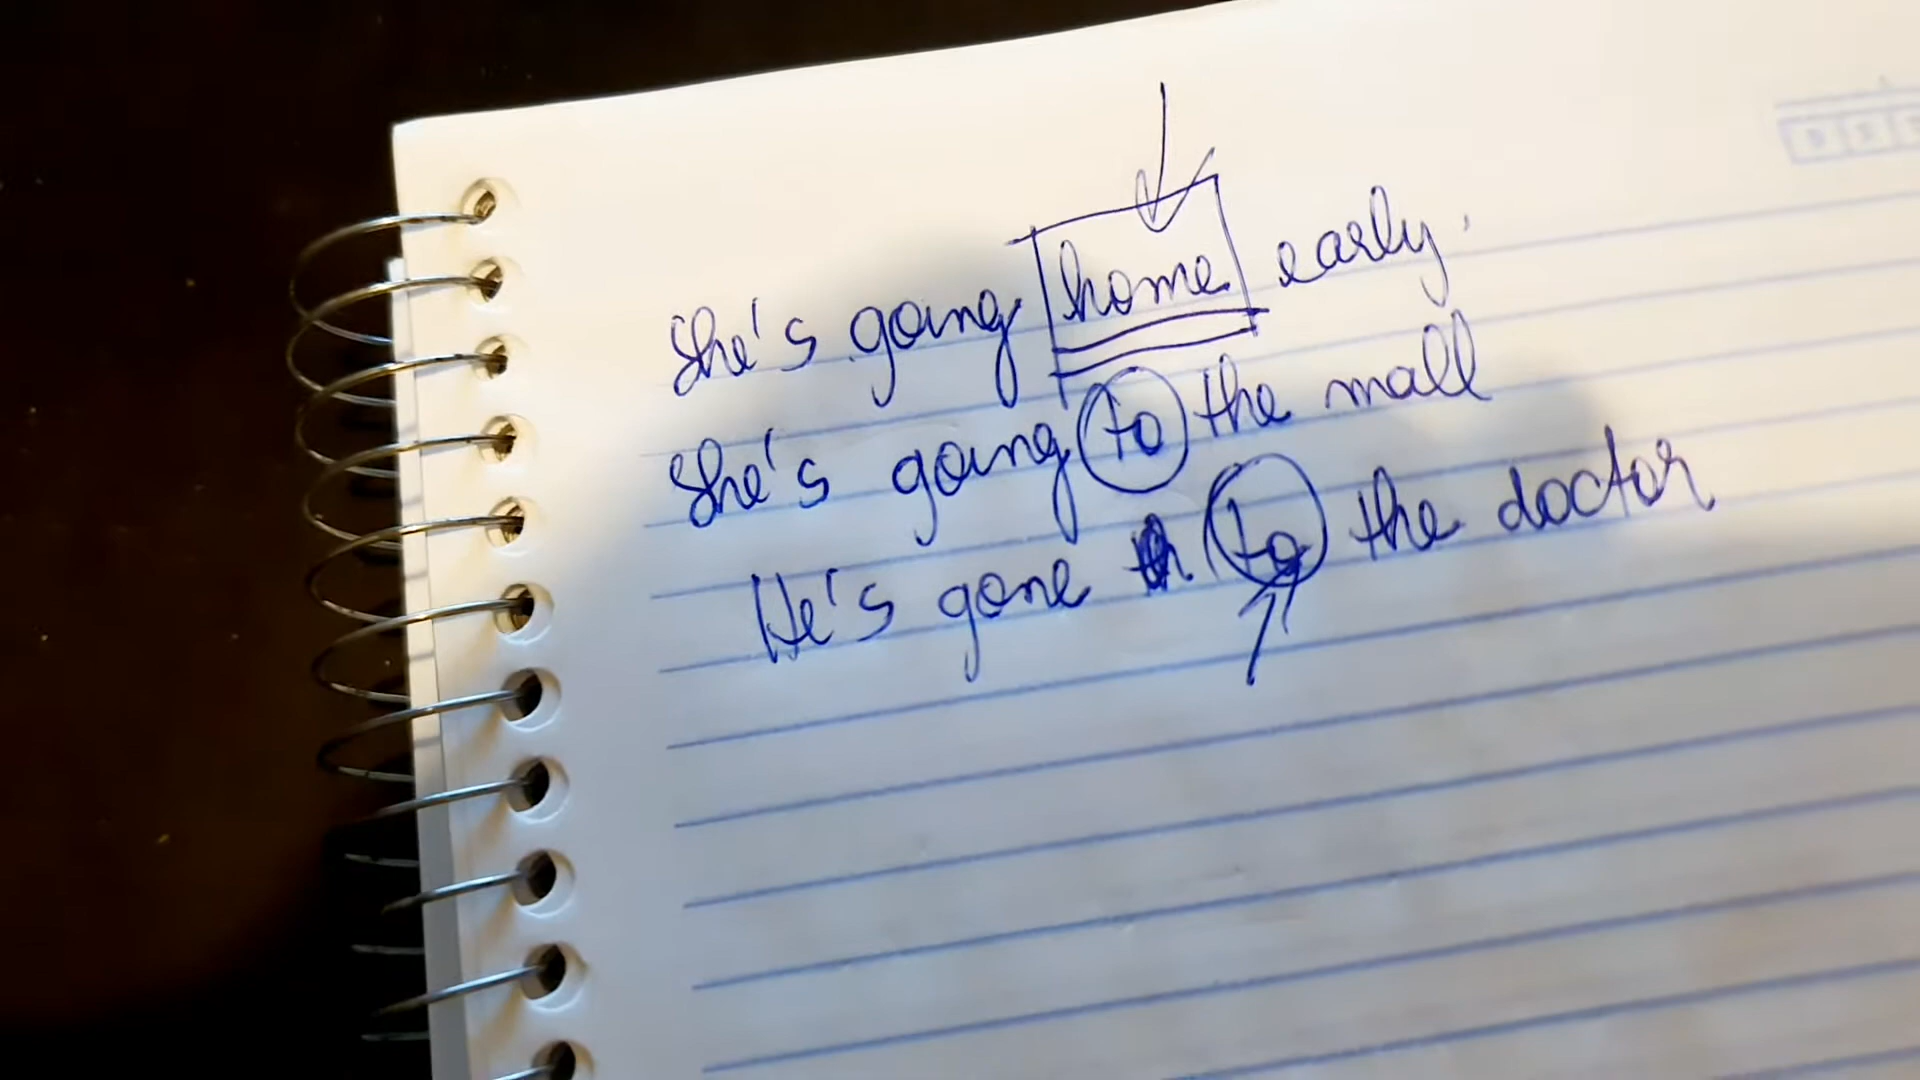 She's going home early.
She's going to the mall
He's gone to the doctor